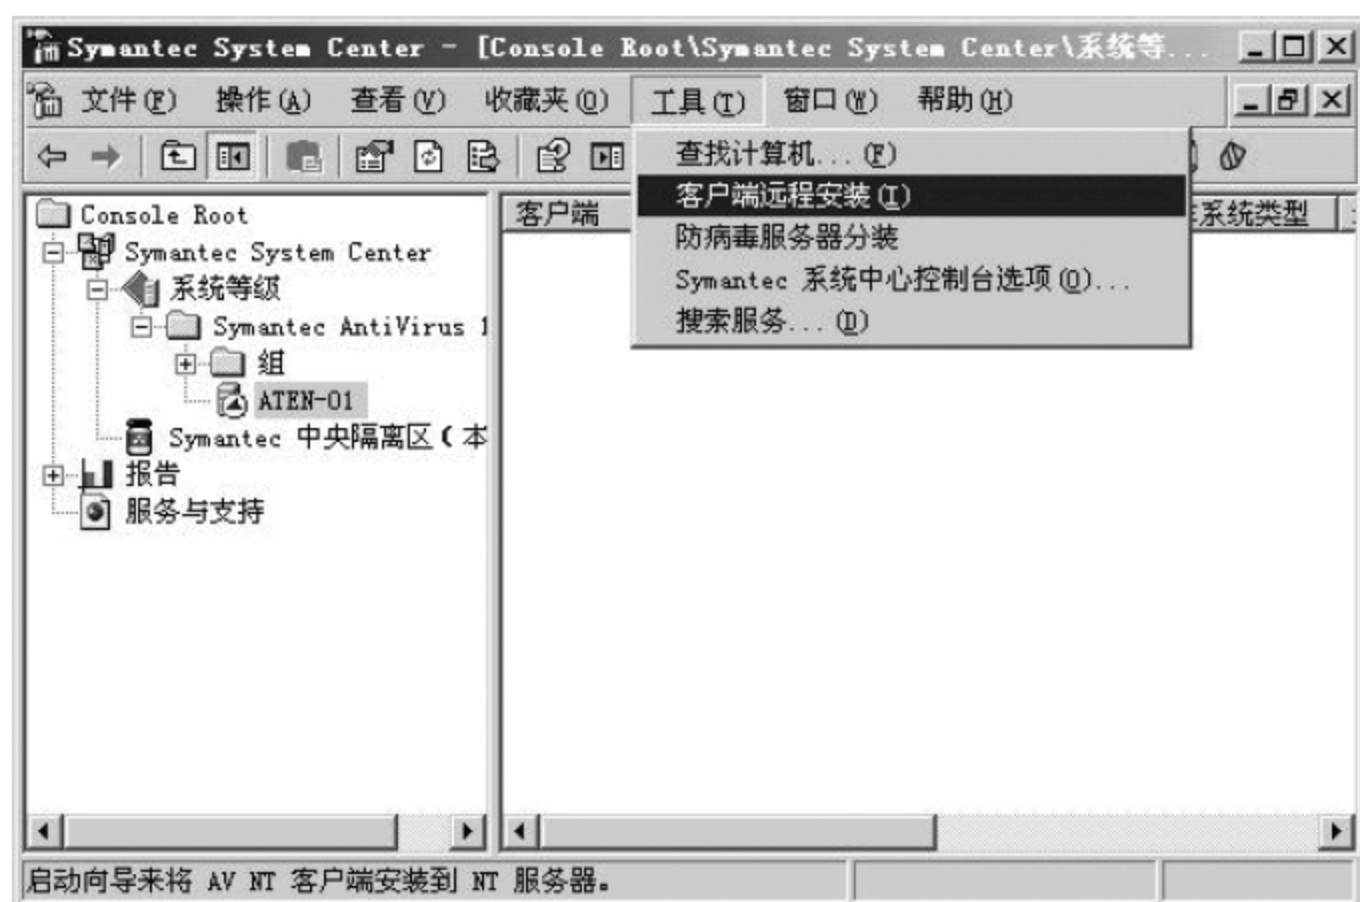 Symantec System Center - [Console Root\Symantec System Center\系统等...
文件(F) 操作(A) 查看(V) 收藏夹(O) 工具(T) 窗口(W) 帮助(H)
查找计算机...(F)
客户端远程安装(I)
防病毒服务器分装
Symantec 系统中心控制台选项(O)...
搜索服务...(D)
客户端
系统类型
Console Root
Symantec System Center
系统等级
Symantec AntiVirus 1
组
ATEN-01
Symantec 中央隔离区(本
报告
服务与支持
启动向导来将 AV NT 客户端安装到 NT 服务器。